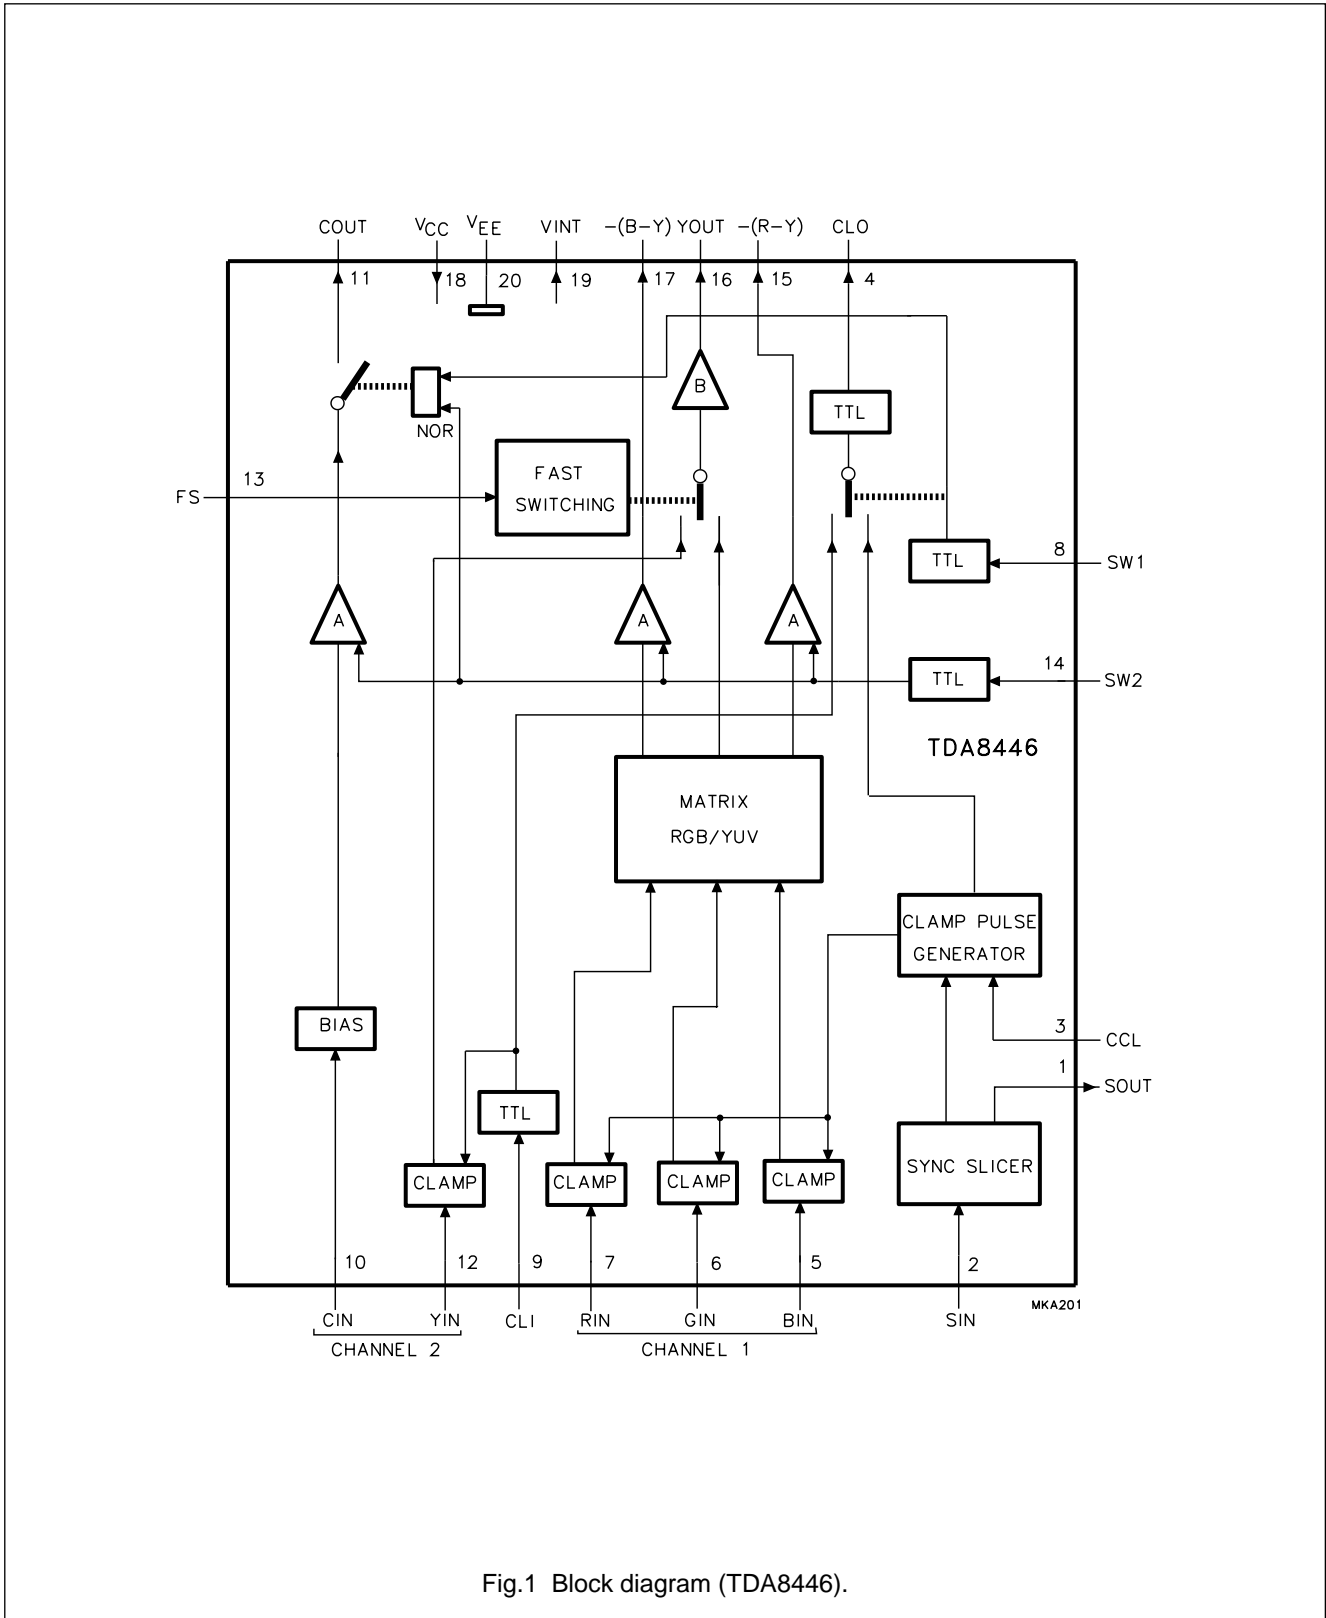 COUT VCC VEE VINT -(B-Y) YOUT -(R-Y) CLO
11 18 20 19 17 16 15 4
B
TTL
NOR
FS 13
FAST
SWITCHING
TTL
8 SW1
A A A
TTL
14 SW2
TDA8446
MATRIX
RGB/YUV
CLAMP PULSE
GENERATOR
BIAS
3 CCL
1 SOUT
TTL
SYNC SLICER
CLAMP CLAMP CLAMP CLAMP
10 12 9 7 6 5 2
MKA201
CIN YIN CLI RIN GIN BIN SIN
CHANNEL 2 CHANNEL 1
Fig.1 Block diagram (TDA8446).